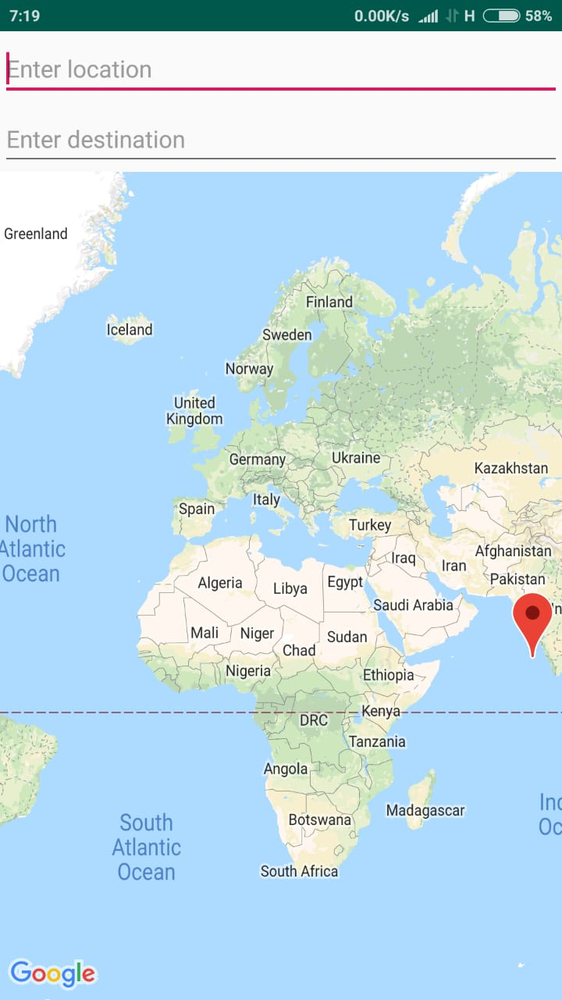 7:19 0.00K/s H 58%
Enter location
Enter destination
Greenland
Finland
Iceland
Sweden
Norway
United
Kingdom
Germany
Ukraine
Kazakhstan
Italy
Spain
North
Atlantic
Ocean
Turkey
Afghanistan
Iraq
Iran
Pakistan
Algeria
Libya
Egypt
Saudi Arabia
In
Mali
Niger
Sudan
Chad
Nigeria
Ethiopia
Kenya
DRC
Tanzania
Angola
Madagascar
Ind
Oc
Botswana
South
Atlantic
Ocean
South Africa
Google